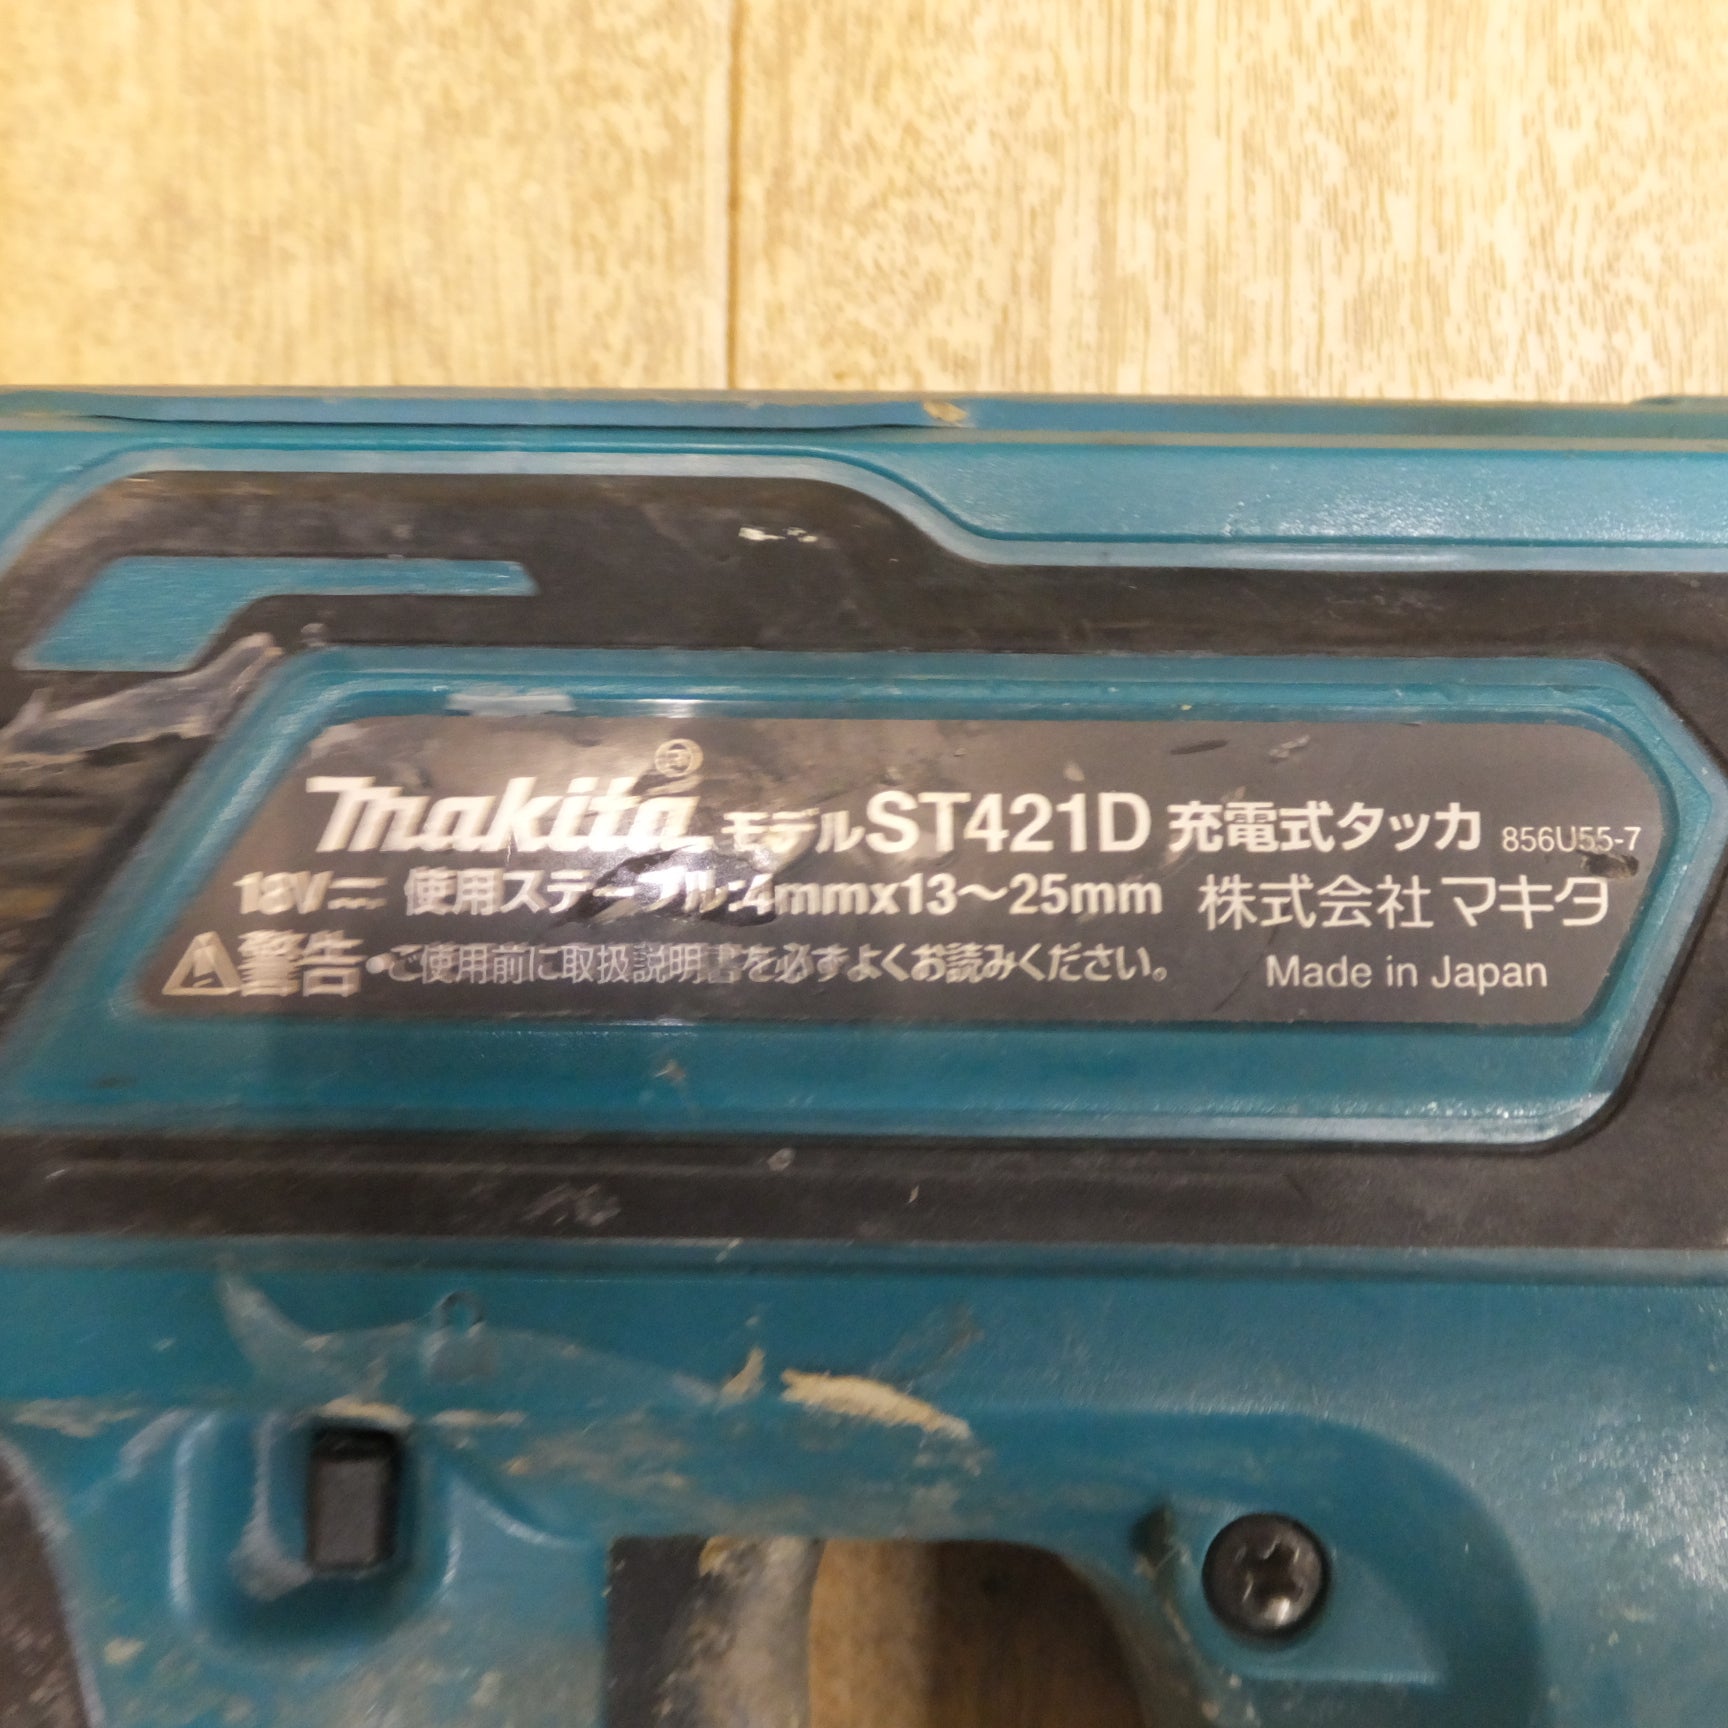 makita® モデルST421D 充電式タッカ 856U55-7
18V⎓ 使用ステープル:4mmx13～25mm 株式会社マキタ
⚠警告・ご使用前に取扱説明書を必ずよくお読みください。 Made in Japan